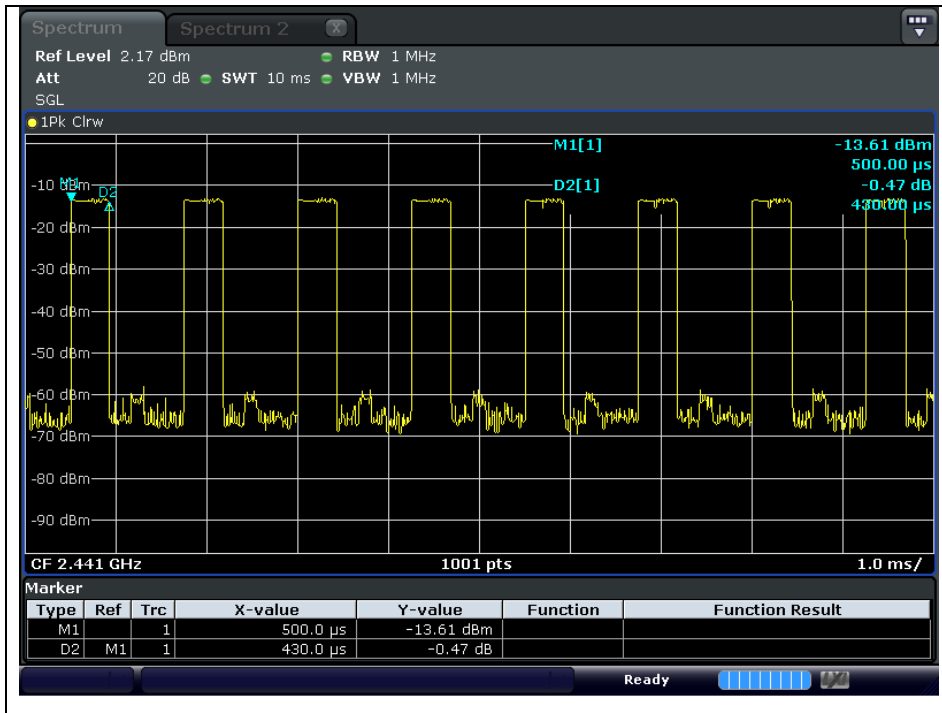 Spectrum Spectrum 2 X
Ref Level 2.17 dBm RBW 1 MHz
Att 20 dB SWT 10 ms VBW 1 MHz
SGL
1Pk Clrw
M1[1] -13.61 dBm
500.00 µs
-10 dBm M1 D2 D2[1] -0.47 dB
430.00 µs
-20 dBm
-30 dBm
-40 dBm
-50 dBm
-60 dBm
-70 dBm
-80 dBm
-90 dBm
CF 2.441 GHz 1001 pts 1.0 ms/
Marker
Type Ref Trc X-value Y-value Function Function Result
M1 1 500.0 µs -13.61 dBm
D2 M1 1 430.0 µs -0.47 dB
Ready